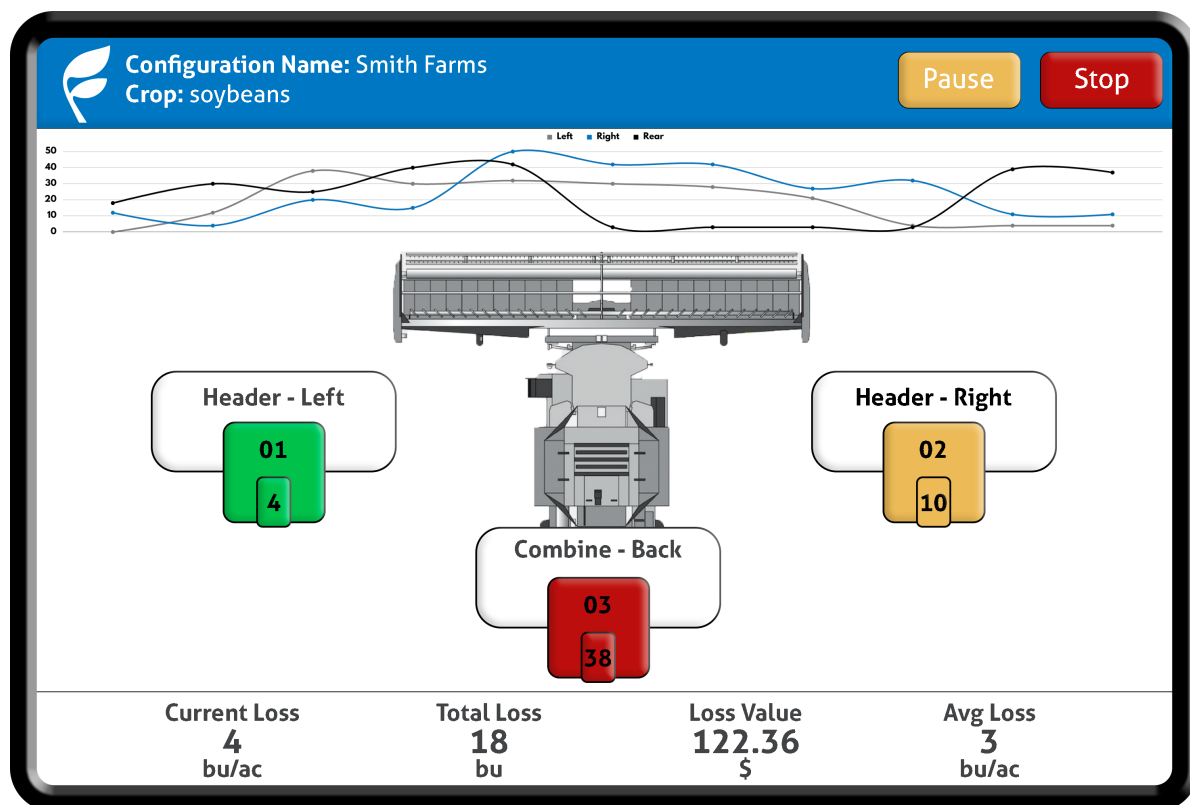 Configuration Name: Smith Farms
Crop: soybeans
Pause
Stop
Left Right Rear
50
40
30
20
10
0
Header - Left
01
4
Header - Right
02
10
Combine - Back
03
38
Current Loss
4
bu/ac
Total Loss
18
bu
Loss Value
122.36
$
Avg Loss
3
bu/ac